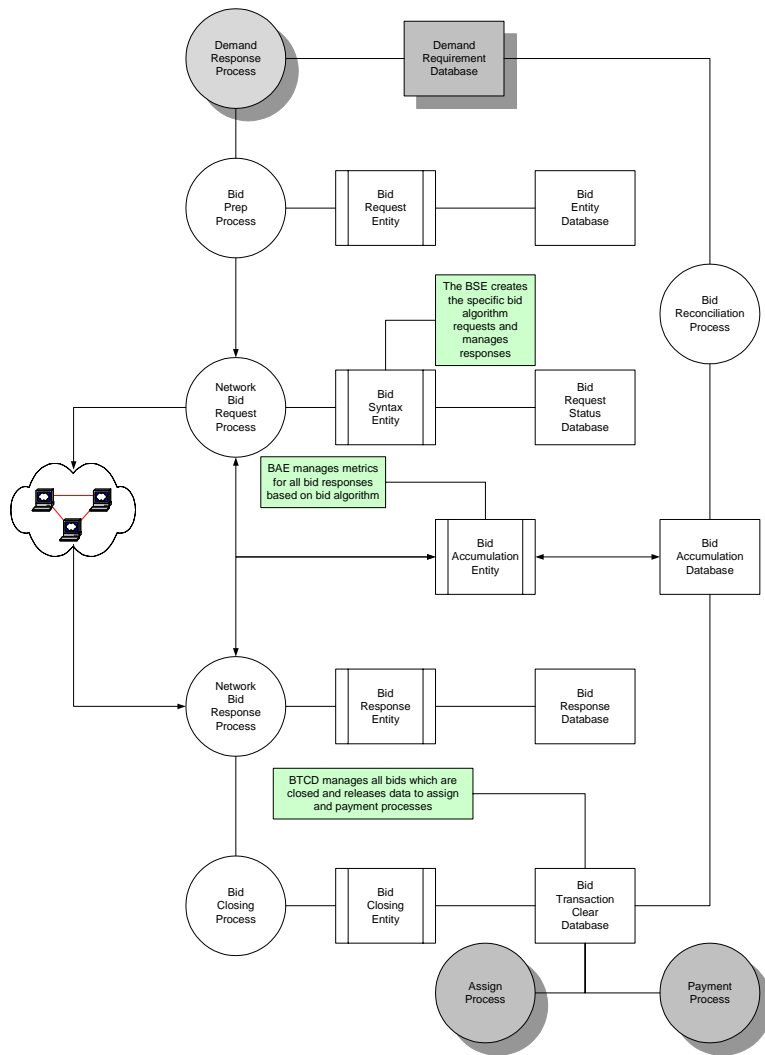 Demand
Response
Process
Demand
Requirement
Database
Bid
Prep
Process
Bid
Request
Entity
Bid
Entity
Database
The BSE creates
the specific bid
algorithm
requests and
manages
responses
Bid
Reconciliation
Process
Network
Bid
Request
Process
Bid
Syntax
Entity
Bid
Request
Status
Database
BAE manages metrics
for all bid responses
based on bid algorithm
Bid
Accumulation
Entity
Bid
Accumulation
Database
Network
Bid
Response
Process
Bid
Response
Entity
Bid
Response
Database
BTCD manages all bids which are
closed and releases data to assign
and payment processes
Bid
Closing
Process
Bid
Closing
Entity
Bid
Transaction
Clear
Database
Assign
Process
Payment
Process